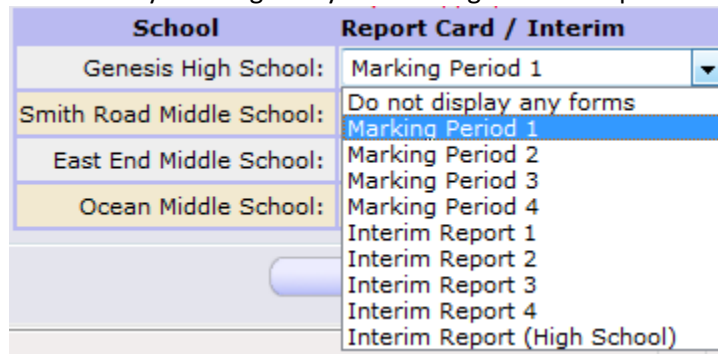 School Report Card / Interim
Genesis High School: Marking Period 1
Smith Road Middle School: Do not display any forms
Marking Period 1
East End Middle School: Marking Period 2
Marking Period 3
Ocean Middle School: Marking Period 4
Interim Report 1
Interim Report 2
Interim Report 3
Interim Report 4
Interim Report (High School)